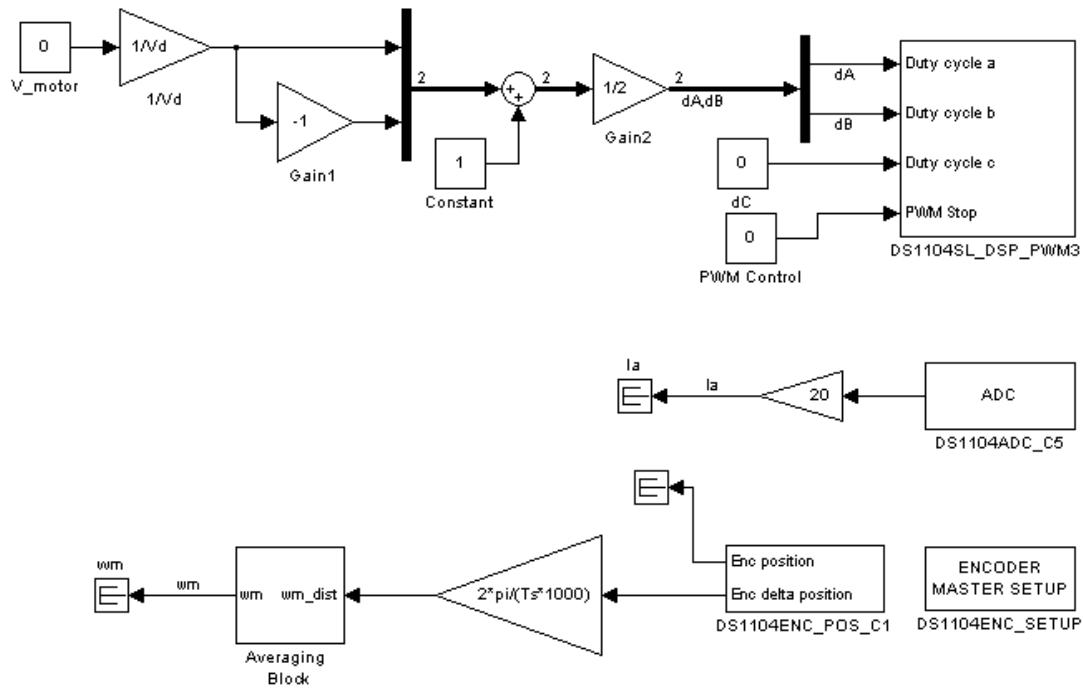 0
V_motor
1/Vd
1/Vd
-1
Gain1
2
+
+
1
Constant
2
1/2
Gain2
2
dA,dB
dA
dB
0
dC
0
PWM Control
Duty cycle a
Duty cycle b
Duty cycle c
PWM Stop
DS1104SL_DSP_PWM3
Ia
Ia
20
ADC
DS1104ADC_C5
wm
wm
wm wm_dist
Averaging
Block
2*pi/(Ts*1000)
Enc position
Enc delta position
DS1104ENC_POS_C1
ENCODER
MASTER SETUP
DS1104ENC_SETUP